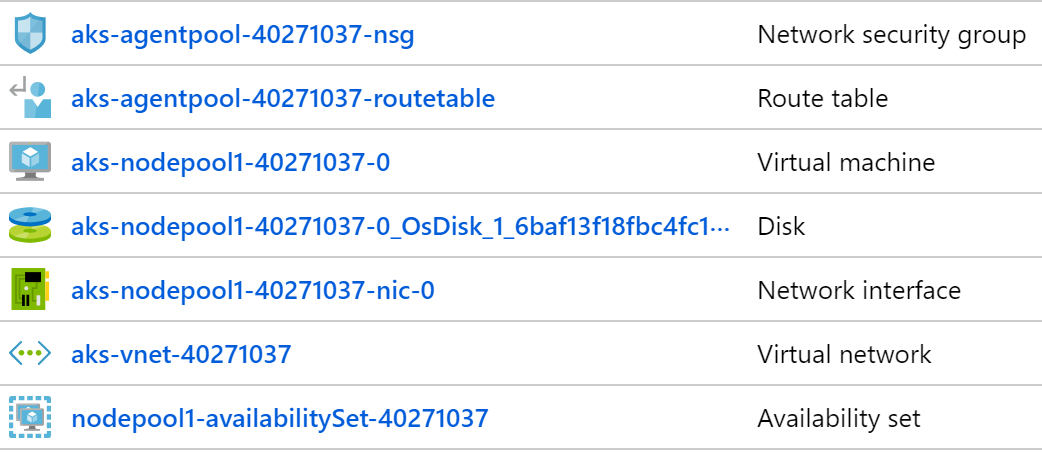 aks-agentpool-40271037-nsg Network security group
aks-agentpool-40271037-routetable Route table
aks-nodepool1-40271037-0 Virtual machine
aks-nodepool1-40271037-0_OsDisk_1_6baf13f18fbc4fc1··· Disk
aks-nodepool1-40271037-nic-0 Network interface
aks-vnet-40271037 Virtual network
nodepool1-availabilitySet-40271037 Availability set